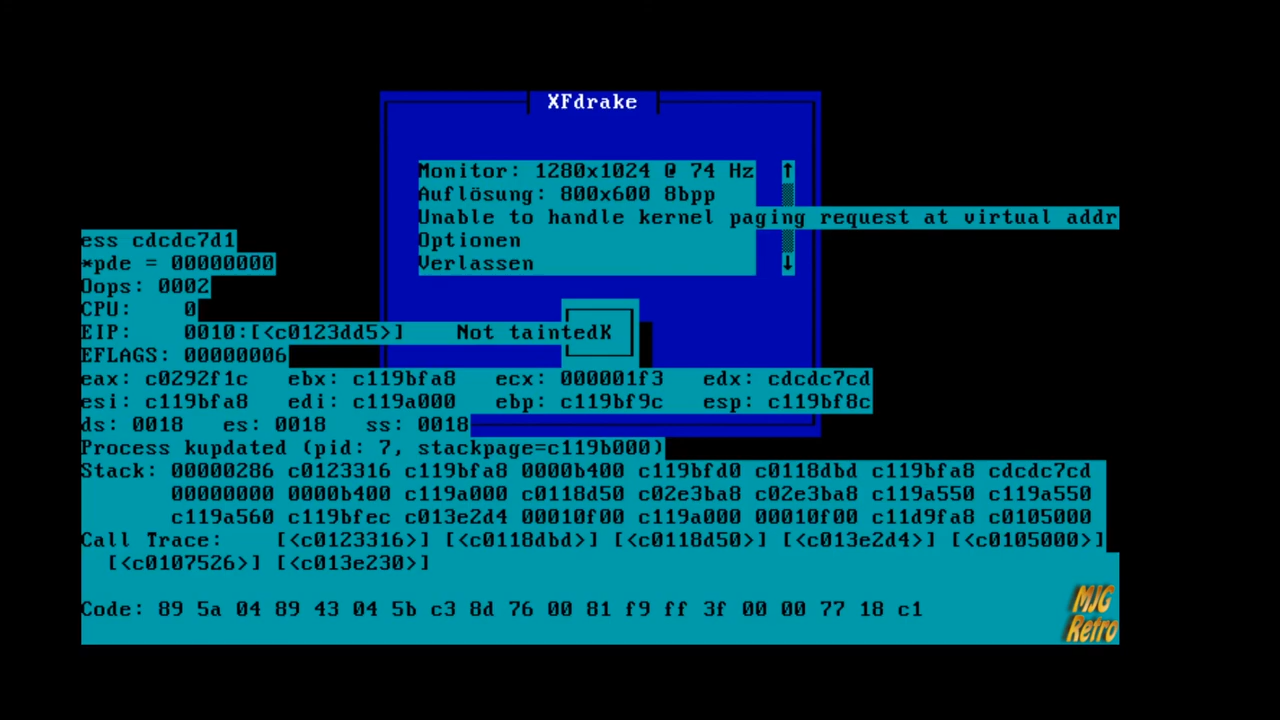 XFdrake
Monitor: 1280x1024 @ 74 Hz ↑
Auflösung: 800x600 8bpp
Unable to handle kernel paging request at virtual addr
ess cdcdc7d1
Optionen
*pde = 00000000
Verlassen ↓
Oops: 0002
CPU:    0
EIP:    0010:[<c0123dd5>]    Not taintedK
EFLAGS: 00000006
eax: c0292f1c   ebx: c119bfa8   ecx: 000001f3   edx: cdcdc7cd
esi: c119bfa8   edi: c119a000   ebp: c119bf9c   esp: c119bf8c
ds: 0018   es: 0018   ss: 0018
Process kupdated (pid: 7, stackpage=c119b000)
Stack: 00000286 c0123316 c119bfa8 0000b400 c119bfd0 c0118dbd c119bfa8 cdcdc7cd
00000000 0000b400 c119a000 c0118d50 c02e3ba8 c02e3ba8 c119a550 c119a550
c119a560 c119bfec c013e2d4 00010f00 c119a000 00010f00 c11d9fa8 c0105000
Call Trace:    [<c0123316>] [<c0118dbd>] [<c0118d50>] [<c013e2d4>] [<c0105000>]
[<c0107526>] [<c013e230>]
Code: 89 5a 04 89 43 04 5b c3 8d 76 00 81 f9 ff 3f 00 00 77 18 c1
MJG
Retro